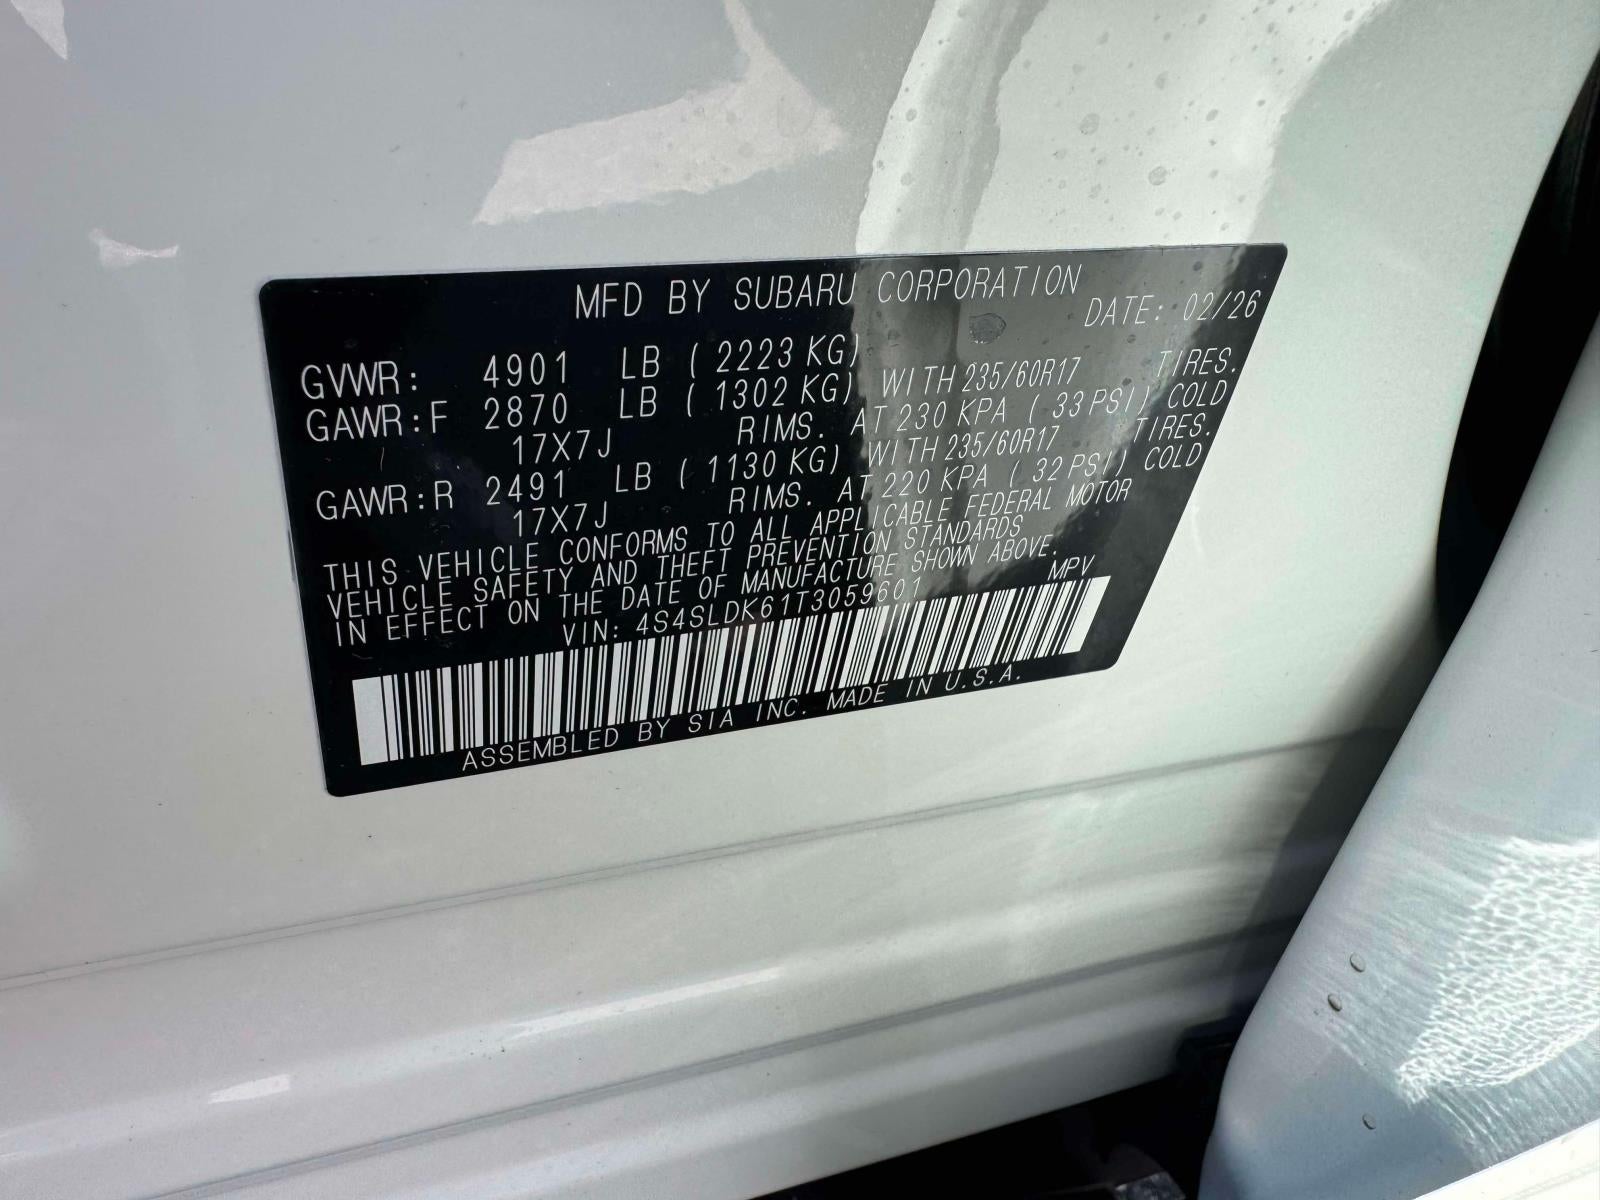 MFD BY SUBARU CORPORATION
DATE: 02/26
GVWR: 4901 LB ( 2223 KG)
GAWR:F 2870 LB ( 1302 KG) WITH 235/60R17 TIRES.
17X7J RIMS. AT 230 KPA ( 33 PSI) COLD
GAWR:R 2491 LB ( 1130 KG) WITH 235/60R17 TIRES.
17X7J RIMS. AT 220 KPA ( 32 PSI) COLD
THIS VEHICLE CONFORMS TO ALL APPLICABLE FEDERAL MOTOR
VEHICLE SAFETY AND THEFT PREVENTION STANDARDS
IN EFFECT ON THE DATE OF MANUFACTURE SHOWN ABOVE.
VIN: 4S4SLDK61T3059601 MPV
ASSEMBLED BY SIA INC. MADE IN U.S.A.